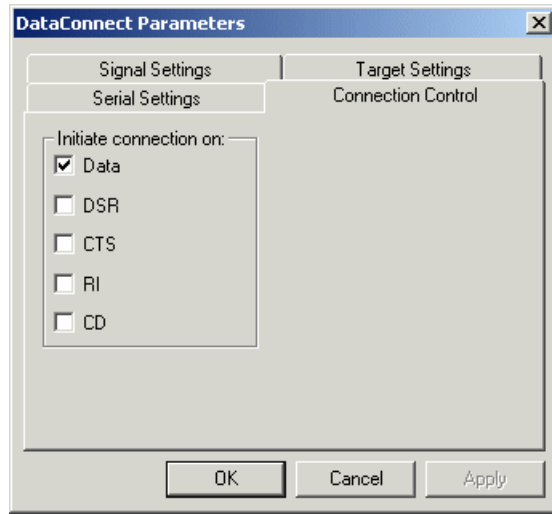 DataConnect Parameters
Signal Settings
Target Settings
Serial Settings
Connection Control
Initiate connection on:
Data
DSR
CTS
RI
CD
OK
Cancel
Apply